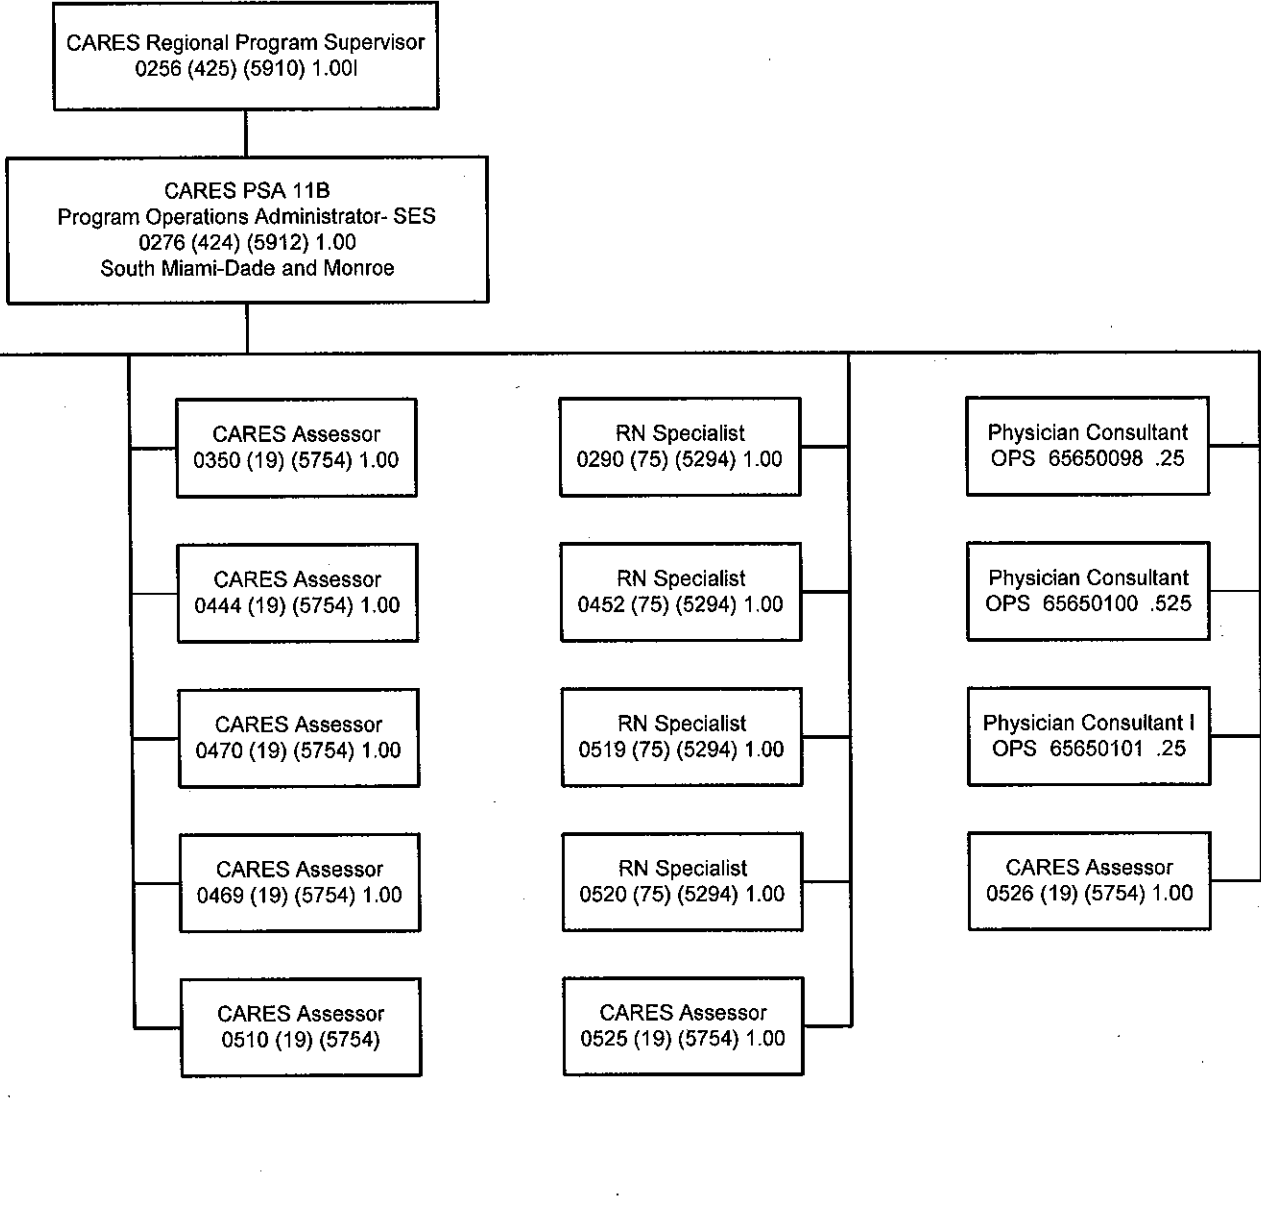 CARES Regional Program Supervisor
0256 (425) (5910) 1.00l
CARES PSA 11B
Program Operations Administrator- SES
0276 (424) (5912) 1.00
South Miami-Dade and Monroe
CARES Assessor
0350 (19) (5754) 1.00
CARES Assessor
0444 (19) (5754) 1.00
CARES Assessor
0470 (19) (5754) 1.00
CARES Assessor
0469 (19) (5754) 1.00
CARES Assessor
0510 (19) (5754)
RN Specialist
0290 (75) (5294) 1.00
RN Specialist
0452 (75) (5294) 1.00
RN Specialist
0519 (75) (5294) 1.00
RN Specialist
0520 (75) (5294) 1.00
CARES Assessor
0525 (19) (5754) 1.00
Physician Consultant
OPS 65650098 .25
Physician Consultant
OPS 65650100 .525
Physician Consultant I
OPS 65650101 .25
CARES Assessor
0526 (19) (5754) 1.00